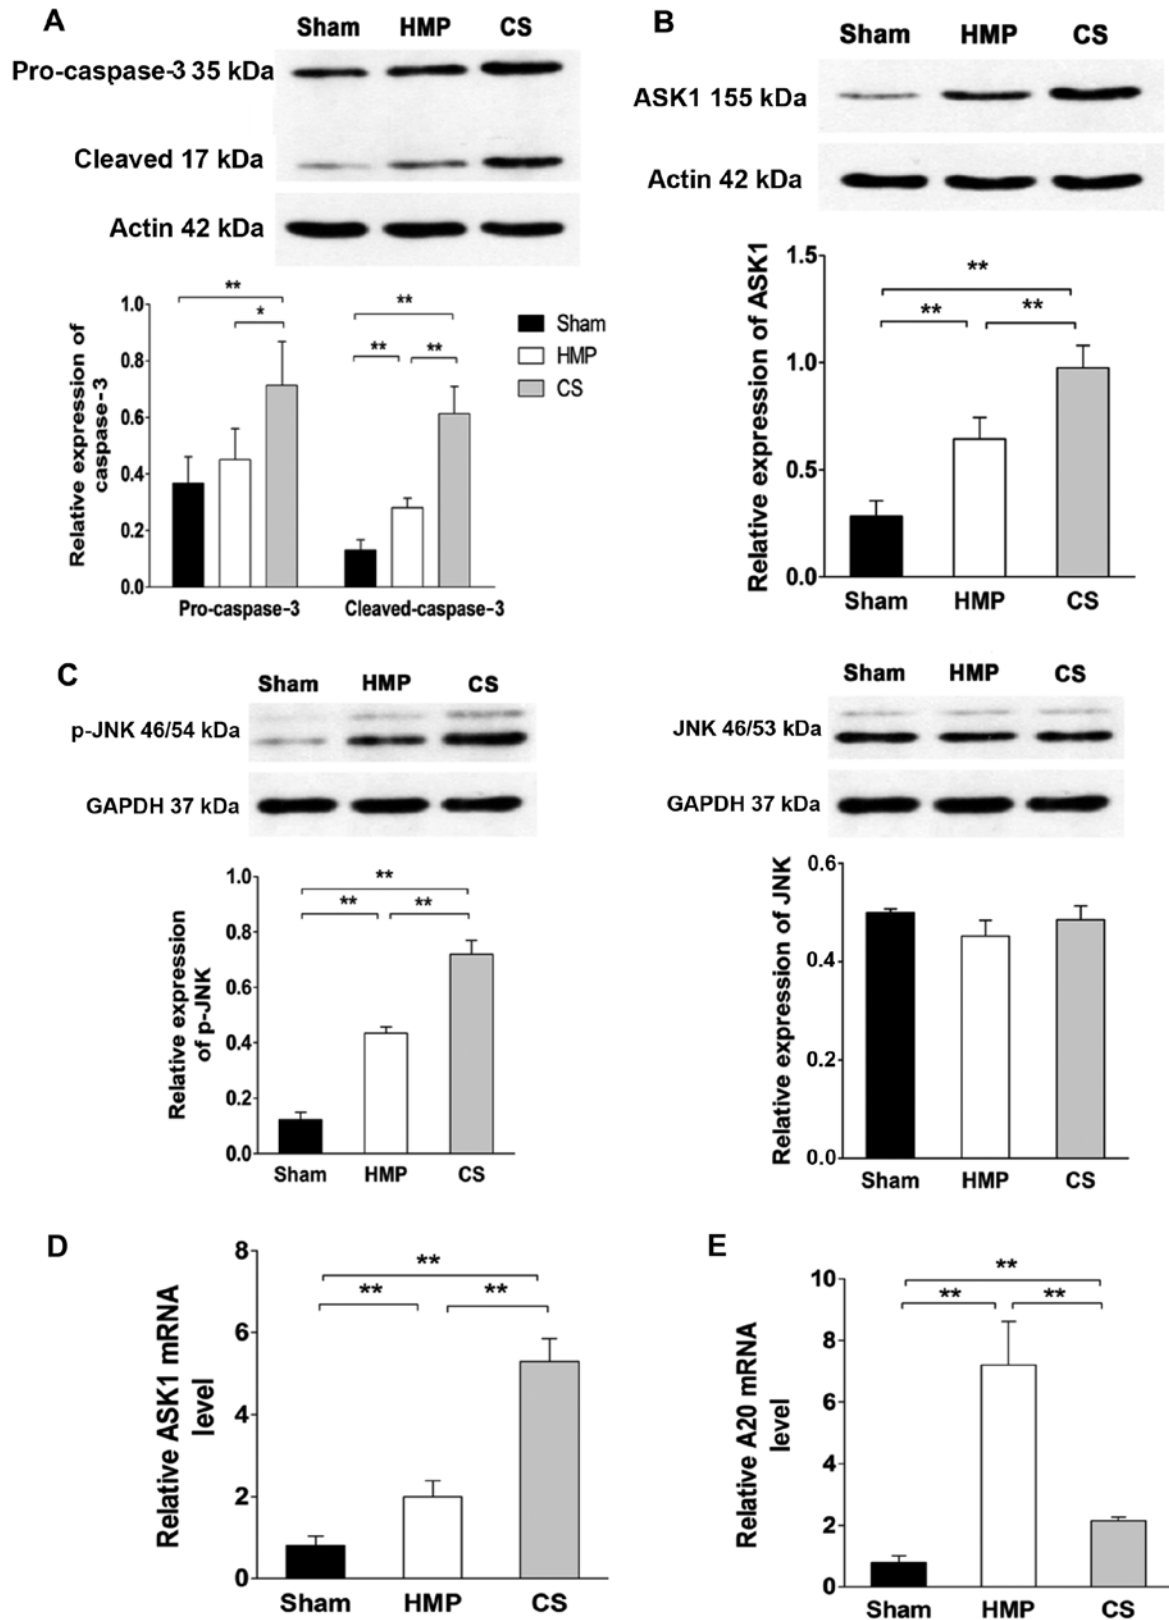 A
Sham HMP CS
Pro-caspase-3 35 kDa
Cleaved 17 kDa
Actin 42 kDa
Relative expression of
caspase-3
1.0
0.8
0.6
0.4
0.2
0.0
**
*
**
** **
Sham
HMP
CS
Pro-caspase-3 Cleaved-caspase-3
B
Sham HMP CS
ASK1 155 kDa
Actin 42 kDa
Relative expression of ASK1
1.5
1.0
0.5
0.0
**
** **
Sham HMP CS
C
Sham HMP CS
p-JNK 46/54 kDa
GAPDH 37 kDa
Relative expression
of p-JNK
1.0
0.8
0.6
0.4
0.2
0.0
**
** **
Sham HMP CS
Sham HMP CS
JNK 46/53 kDa
GAPDH 37 kDa
Relative expression of JNK
0.6
0.4
0.2
0.0
Sham HMP CS
D
Relative ASK1 mRNA
level
8
6
4
2
0
**
** **
Sham HMP CS
E
Relative A20 mRNA
level
10
8
6
4
2
0
**
** **
Sham HMP CS